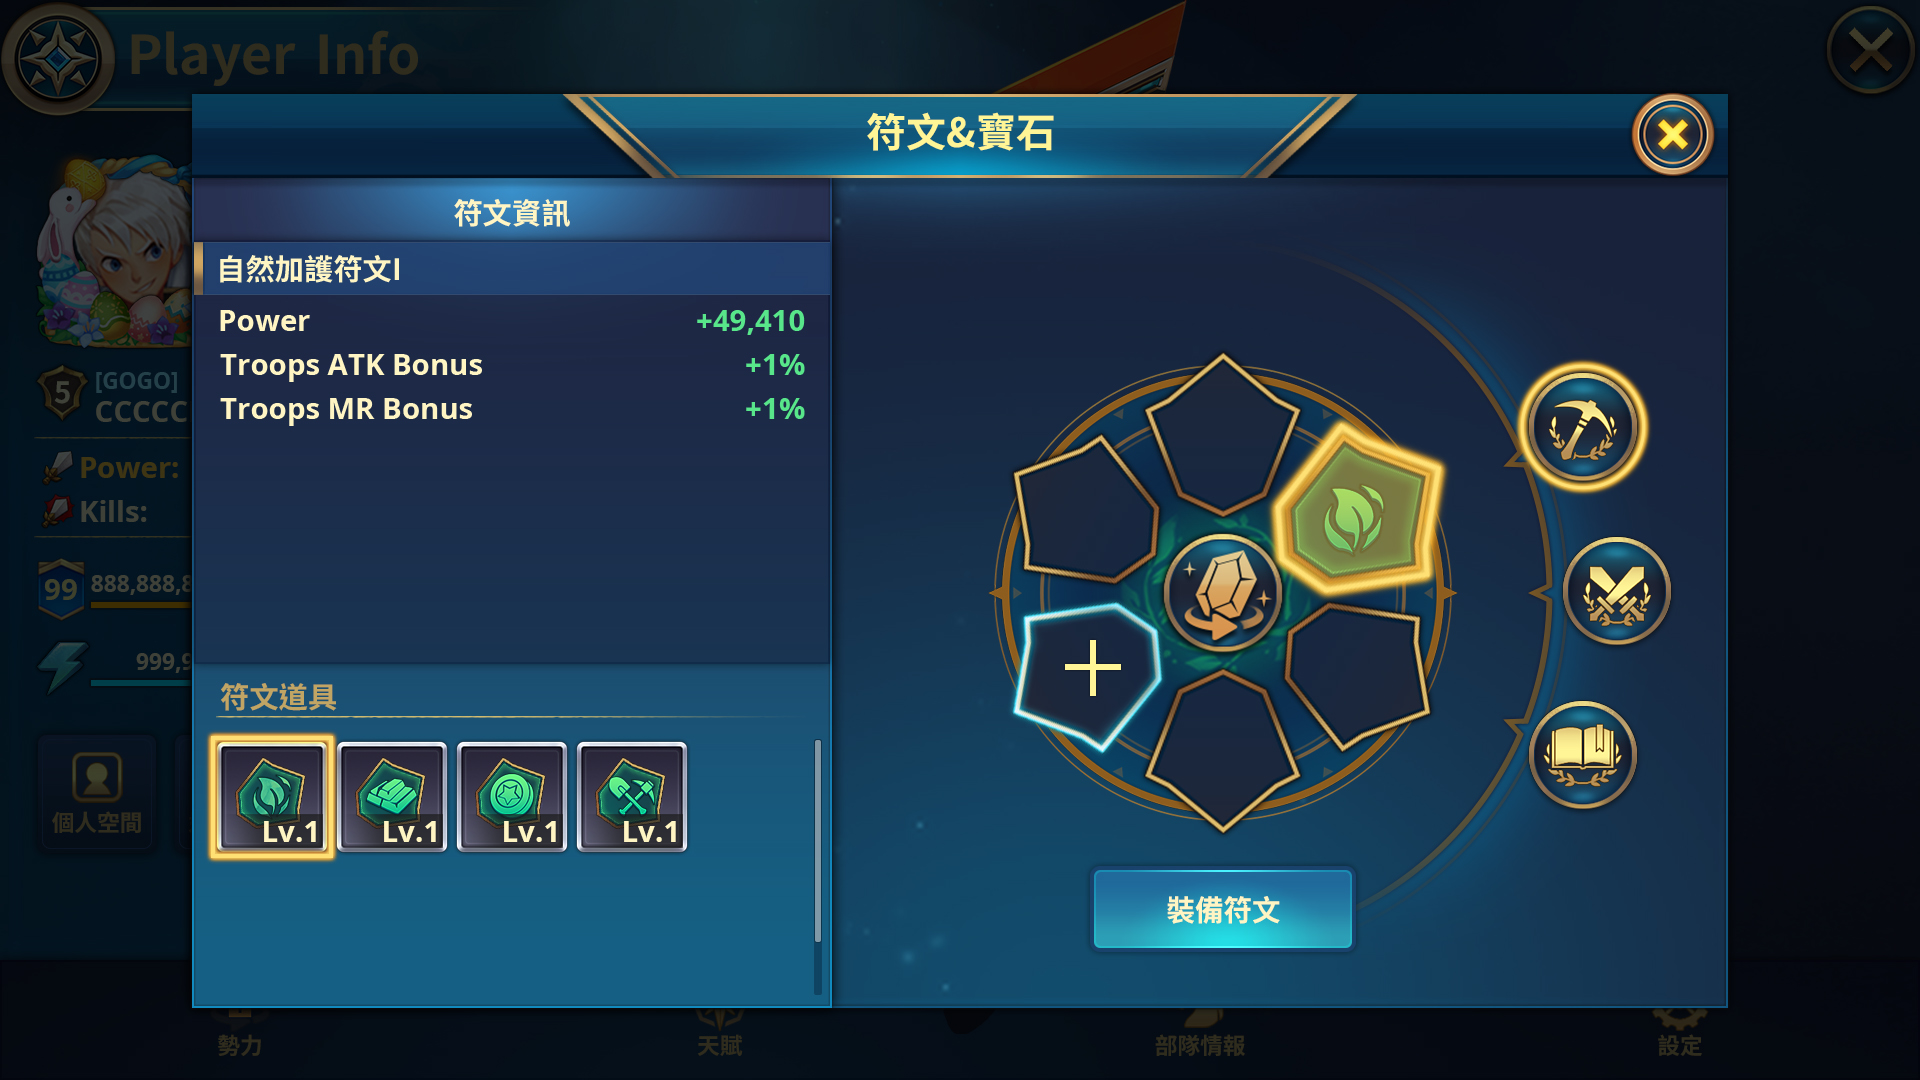 Player Info
符文&寶石
符文資訊
自然加護符文I
Power +49,410
Troops ATK Bonus +1%
Troops MR Bonus +1%
5 [GOGO]
CCCCC
Power:
Kills:
99 888,888,8
999,9
個人空間
符文道具
Lv.1 Lv.1 Lv.1 Lv.1
裝備符文
勢力 天賦 部隊情報 設定